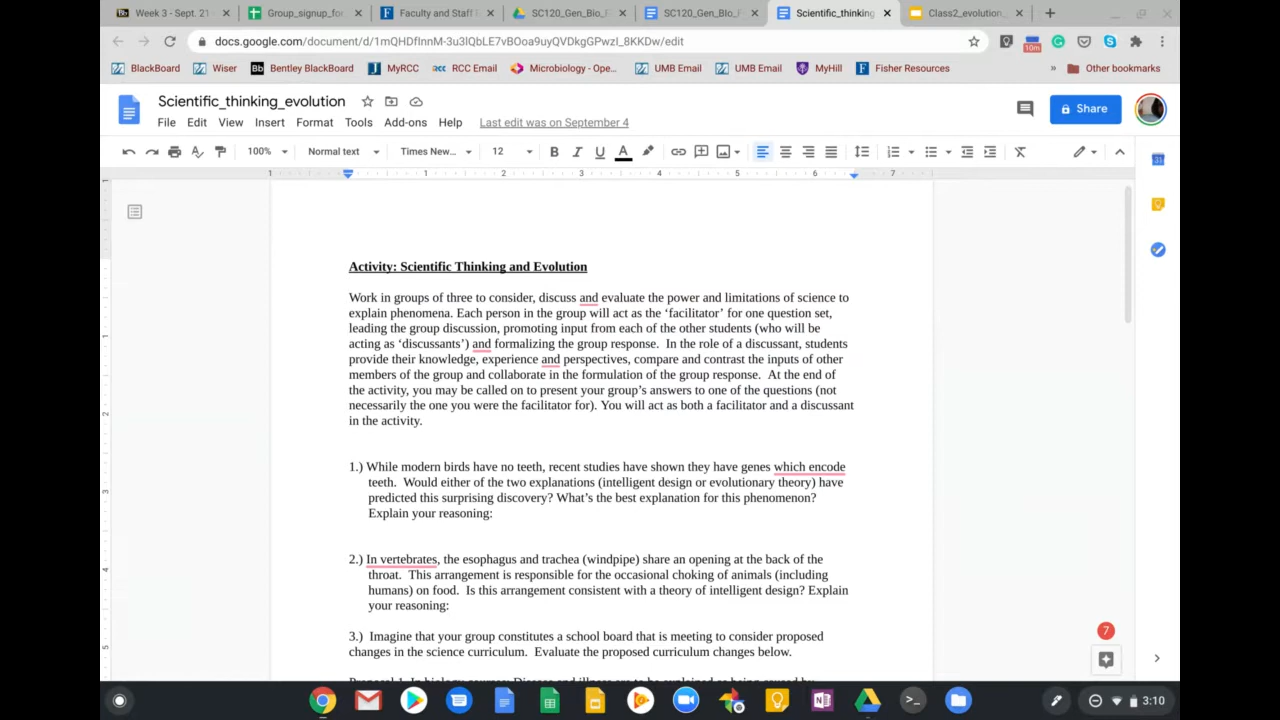 Week 3 - Sept. 21
Group_signup_for
Faculty and Staff E
SC120_Gen_Bio_F
SC120_Gen_BIo_F
Scientific_thinking
Class2_evolution_
docs.google.com/document/d/1mQHDfInnM-3u3lQbLE7vBOoa9uyQVDkgGPwzI_8KKDw/edit
10m
BlackBoard
Wiser
Bentley BlackBoard
MyRCC
RCC Email
Microbiology - Ope...
UMB Email
UMB Email
MyHill
Fisher Resources
»
Other bookmarks
Scientific_thinking_evolution
Share
File Edit View Insert Format Tools Add-ons Help Last edit was on September 4
100% Normal text Times New... 12 B I U A
1 1 2 3 4 5 6 7
Activity: Scientific Thinking and Evolution
Work in groups of three to consider, discuss and evaluate the power and limitations of science to
explain phenomena. Each person in the group will act as the ‘facilitator’ for one question set,
leading the group discussion, promoting input from each of the other students (who will be
acting as ‘discussants’) and formalizing the group response.  In the role of a discussant, students
provide their knowledge, experience and perspectives, compare and contrast the inputs of other
members of the group and collaborate in the formulation of the group response.  At the end of
the activity, you may be called on to present your group’s answers to one of the questions (not
necessarily the one you were the facilitator for). You will act as both a facilitator and a discussant
in the activity.
1.) While modern birds have no teeth, recent studies have shown they have genes which encode
teeth.  Would either of the two explanations (intelligent design or evolutionary theory) have
predicted this surprising discovery? What’s the best explanation for this phenomenon?
Explain your reasoning:
2.) In vertebrates, the esophagus and trachea (windpipe) share an opening at the back of the
throat.  This arrangement is responsible for the occasional choking of animals (including
humans) on food.  Is this arrangement consistent with a theory of intelligent design? Explain
your reasoning:
3.)  Imagine that your group constitutes a school board that is meeting to consider proposed
changes in the science curriculum.  Evaluate the proposed curriculum changes below.
7
3:10